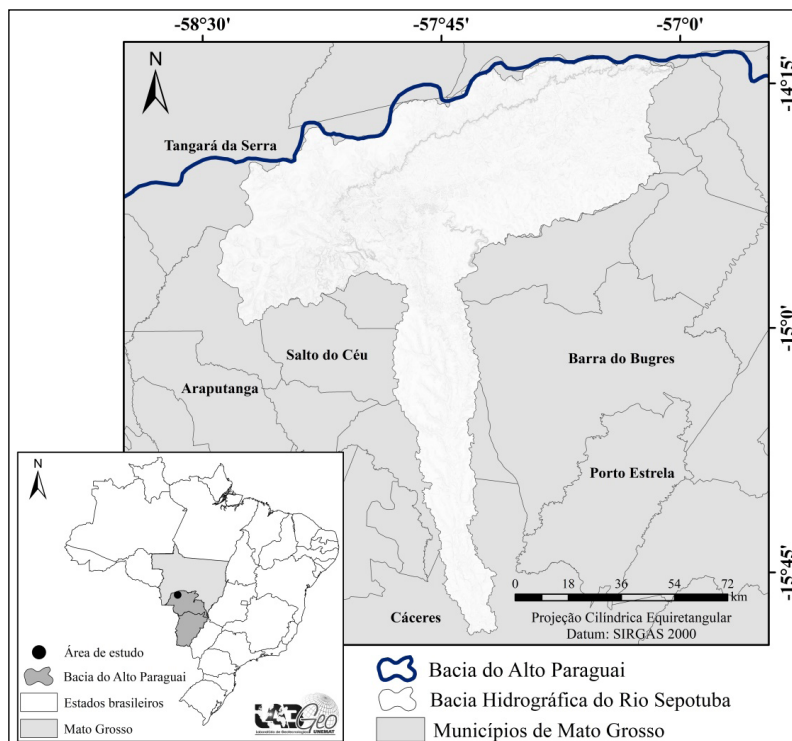 -58°30'
-57°45'
-57°0'
N
-14°15'
Tangará da Serra
-15°0'
Salto do Céu
Barra do Bugres
Araputanga
Porto Estrela
-15°45'
0 18 36 54 72
km
Cáceres
Projeção Cilíndrica Equiretangular
Datum: SIRGAS 2000
N
Área de estudo
Bacia do Alto Paraguai
Estados brasileiros
Mato Grosso
Geo
UNEMAT
Bacia do Alto Paraguai
Bacia Hidrográfica do Rio Sepotuba
Municípios de Mato Grosso